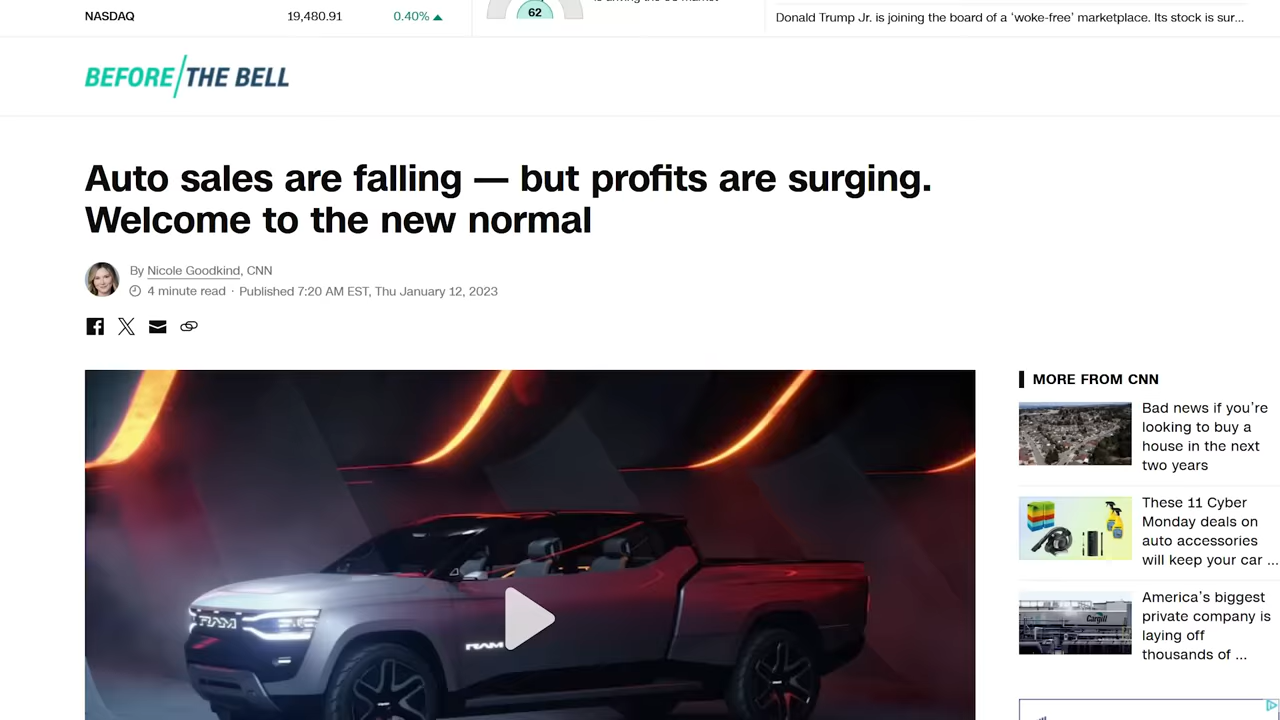 NASDAQ 19,480.91 0.40%
62
Donald Trump Jr. is joining the board of a ‘woke-free’ marketplace. Its stock is sur...
BEFORE/THE BELL
Auto sales are falling — but profits are surging.
Welcome to the new normal
By Nicole Goodkind, CNN
4 minute read · Published 7:20 AM EST, Thu January 12, 2023
MORE FROM CNN
Bad news if you’re
looking to buy a
house in the next
two years
These 11 Cyber
Monday deals on
auto accessories
will keep your car ...
America’s biggest
private company is
laying off
thousands of ...
Cargill
RAM
RAM